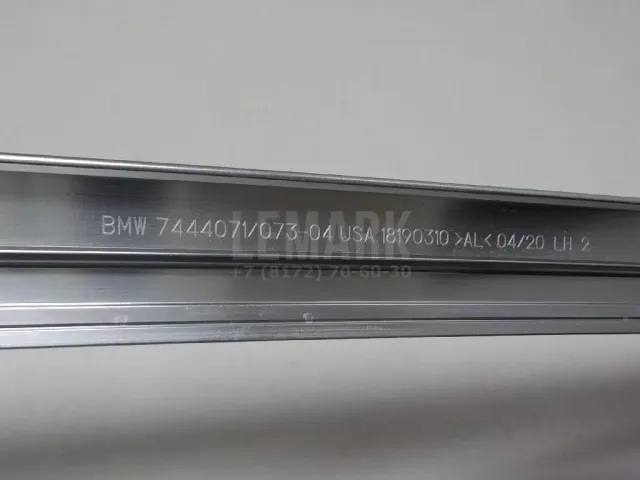 BMW 7444071/073-04 USA 18190310 >AL< 04/20 LH 2
LEMARK
+7 (8172) 70-60-30